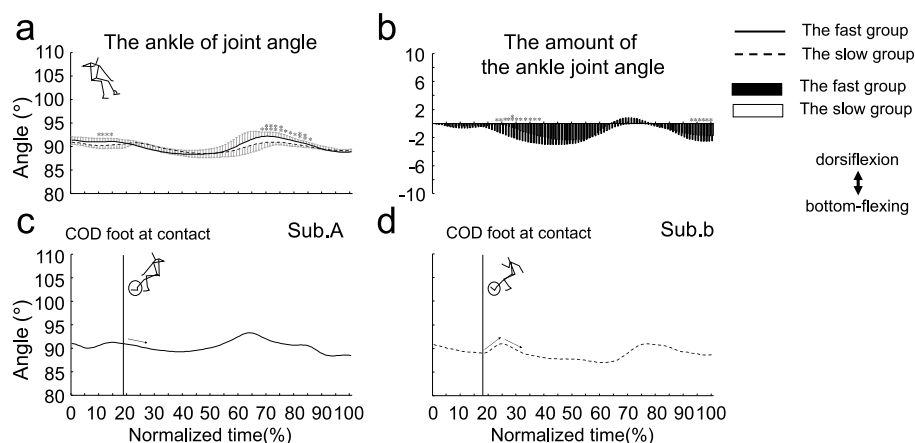 a
The ankle of joint angle
110
105
100
95
90
85
80
Angle (°)
b
The amount of
the ankle joint angle
10
6
2
-2
-6
-10
The fast group
The slow group
The fast group
The slow group
dorsiflexion
bottom-flexing
c
COD foot at contact
Sub.A
110
105
100
95
90
85
80
Angle (°)
0 10 20 30 40 50 60 70 80 90 100
Normalized time(%)
d
COD foot at contact
Sub.b
0 10 20 30 40 50 60 70 80 90 100
Normalized time(%)